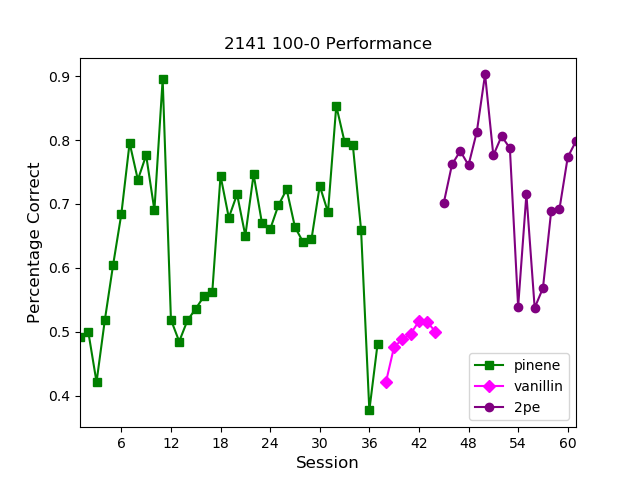 2141 100-0 Performance
Percentage Correct
0.9
0.8
0.7
0.6
0.5
0.4
pinene
vanillin
2pe
6 12 18 24 30 36 42 48 54 60
Session